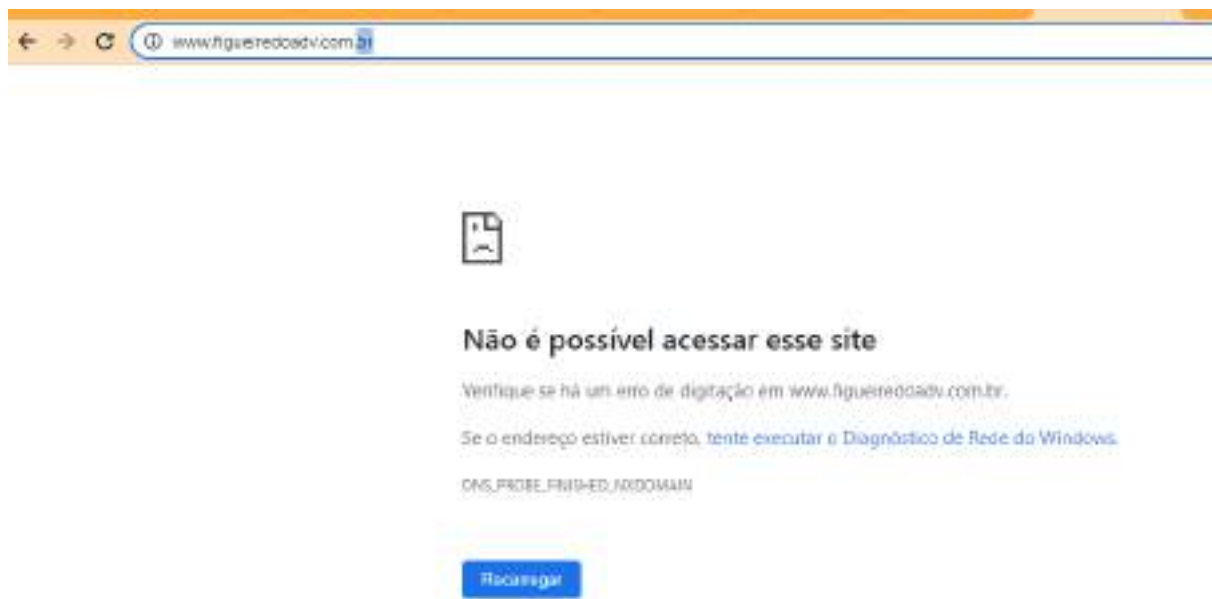 www.figueiredoadv.com.br
Não é possível acessar esse site
Verifique se há um erro de digitação em www.figueiredoadv.com.br.
Se o endereço estiver correto, tente executar o Diagnóstico de Rede do Windows.
DNS_PROBE_FINISHED_NXDOMAIN
Recarregar